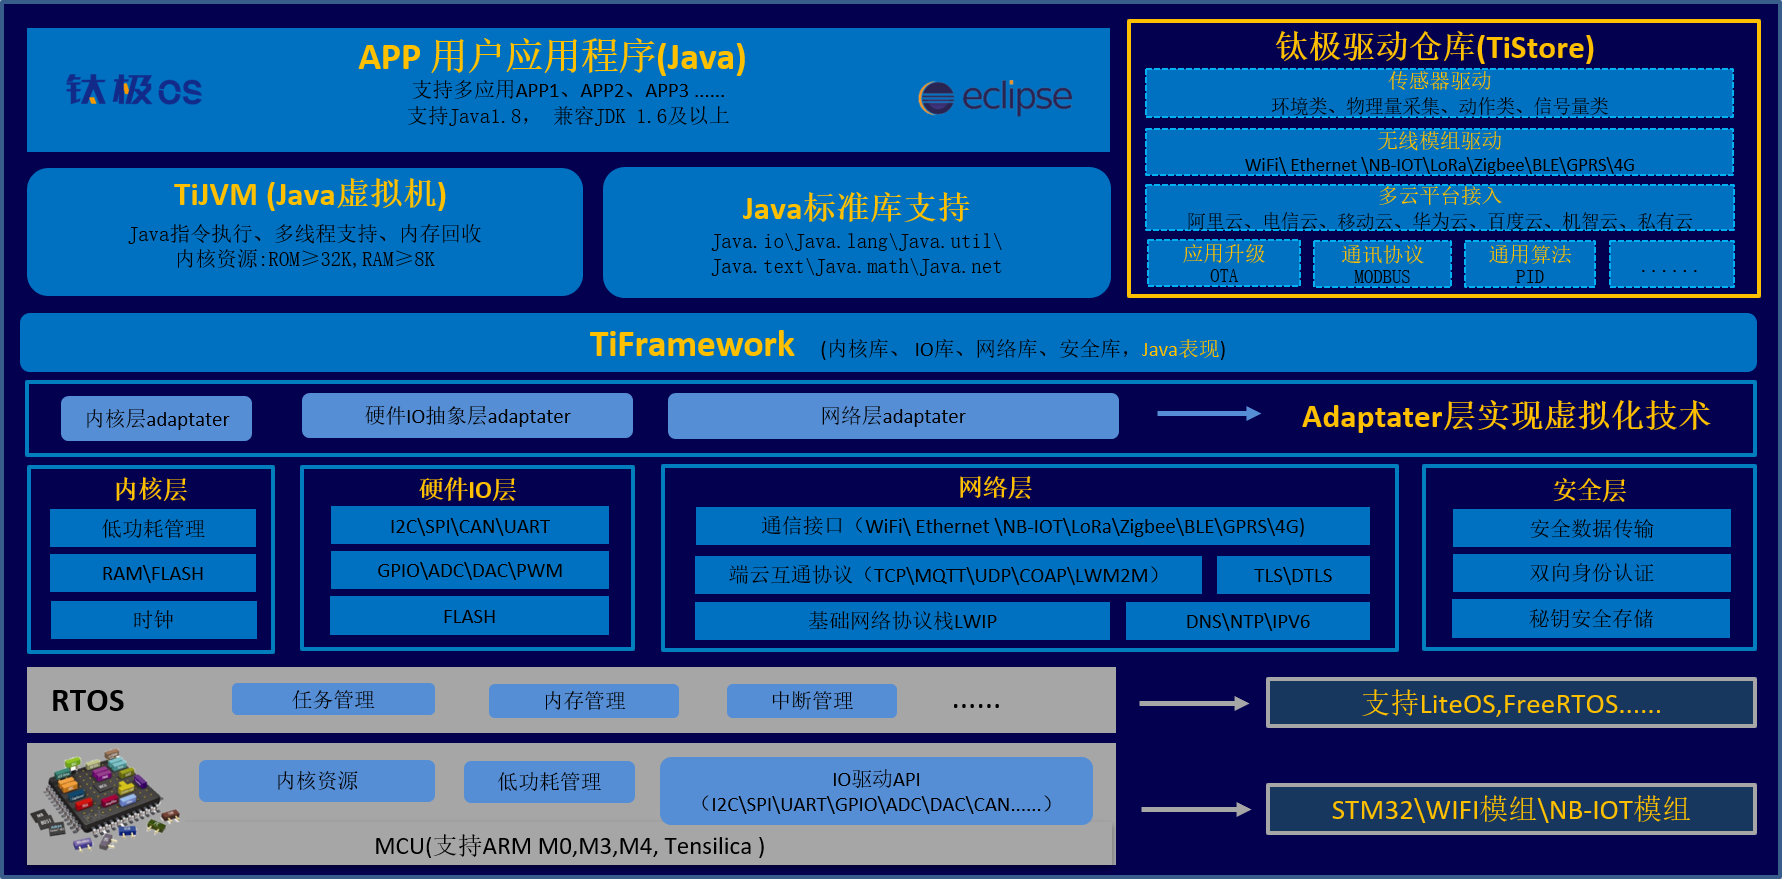 APP 用户应用程序(Java)
钛极OS
支持多应用APP1、APP2、APP3 ......
支持Java1.8， 兼容JDK 1.6及以上
eclipse
钛极驱动仓库(TiStore)
传感器驱动
环境类、物理量采集、动作类、信号量类
无线模组驱动
WiFi\ Ethernet \NB-IOT\LoRa\Zigbee\BLE\GPRS\4G
多云平台接入
阿里云、电信云、移动云、华为云、百度云、机智云、私有云
应用升级
OTA
通讯协议
MODBUS
通用算法
PID
......
TiJVM (Java虚拟机)
Java指令执行、多线程支持、内存回收
内核资源:ROM≥32K,RAM≥8K
Java标准库支持
Java.io\Java.lang\Java.util\
Java.text\Java.math\Java.net
TiFramework (内核库、 IO库、网络库、安全库，Java表现)
内核层adaptater
硬件IO抽象层adaptater
网络层adaptater
Adaptater层实现虚拟化技术
内核层
低功耗管理
RAM\FLASH
时钟
硬件IO层
I2C\SPI\CAN\UART
GPIO\ADC\DAC\PWM
FLASH
网络层
通信接口（WiFi\ Ethernet \NB-IOT\LoRa\Zigbee\BLE\GPRS\4G)
端云互通协议（TCP\MQTT\UDP\COAP\LWM2M）
TLS\DTLS
基础网络协议栈LWIP
DNS\NTP\IPV6
安全层
安全数据传输
双向身份认证
秘钥安全存储
RTOS
任务管理
内存管理
中断管理
......
支持LiteOS,FreeRTOS......
内核资源
低功耗管理
IO驱动API
（I2C\SPI\UART\GPIO\ADC\DAC\CAN......）
MCU(支持ARM M0,M3,M4, Tensilica )
STM32\WIFI模组\NB-IOT模组